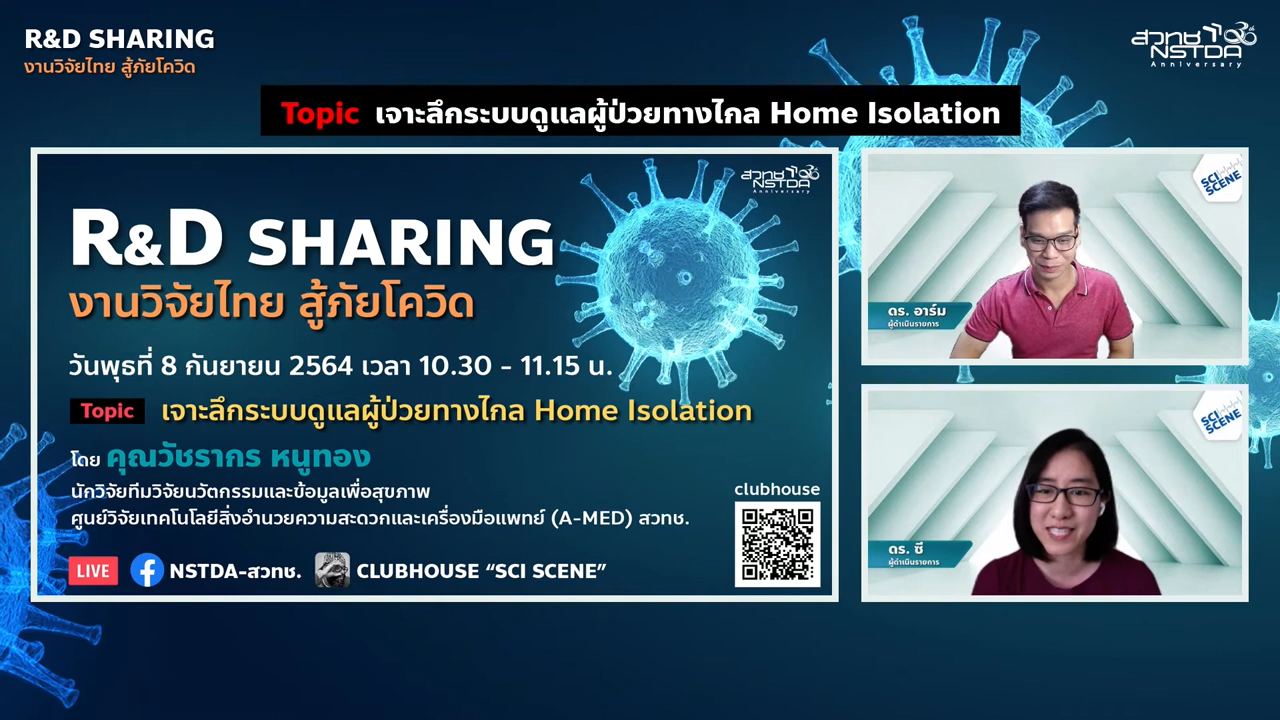 R&D SHARING
งานวิจัยไทย สู้ภัยโควิด
สวทช
NSTDA
Anniversary
Topic เจาะลึกระบบดูแลผู้ป่วยทางไกล Home Isolation
สวทช
NSTDA
Anniversary
R&D SHARING
งานวิจัยไทย สู้ภัยโควิด
วันพุธที่ 8 กันยายน 2564 เวลา 10.30 - 11.15 น.
Topic เจาะลึกระบบดูแลผู้ป่วยทางไกล Home Isolation
โดย คุณวัชรากร หนูทอง
นักวิจัยทีมวิจัยนวัตกรรมและข้อมูลเพื่อสุขภาพ
ศูนย์วิจัยเทคโนโลยีสิ่งอำนวยความสะดวกและเครื่องมือแพทย์ (A-MED) สวทช.
clubhouse
LIVE NSTDA-สวทช. CLUBHOUSE “SCI SCENE”
SCI
SCENE
ดร. อาร์ม
ผู้ดำเนินรายการ
SCI
SCENE
ดร. ซี
ผู้ดำเนินรายการ